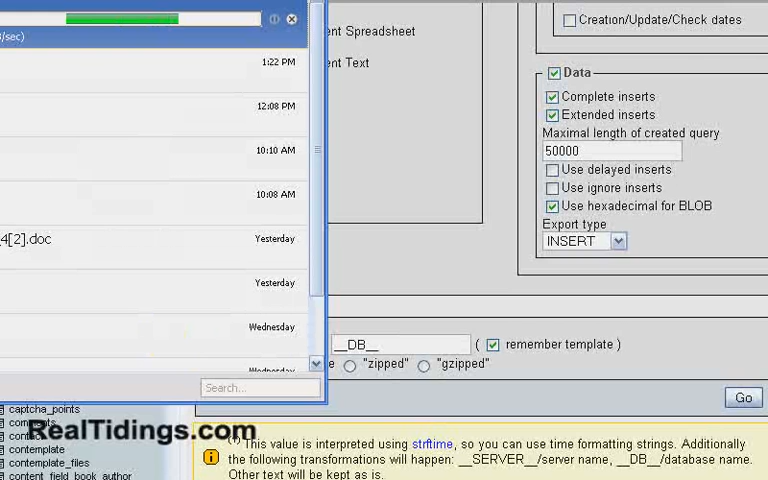 /sec)
1:22 PM
12:08 PM
10:10 AM
10:08 AM
_4[2].doc
Yesterday
Yesterday
Wednesday
Search...
captcha_points
contemplate
contemplate_files
content_field_book_author
RealTidings.com
nt Spreadsheet
nt Text
Creation/Update/Check dates
Data
Complete inserts
Extended inserts
Maximal length of created query
50000
Use delayed inserts
Use ignore inserts
Use hexadecimal for BLOB
Export type
INSERT
__DB__ ( remember template )
e "zipped" "gzipped"
Go
(1) This value is interpreted using strftime, so you can use time formatting strings. Additionally
the following transformations will happen: __SERVER__/server name, __DB__/database name.
Other text will be kept as is.